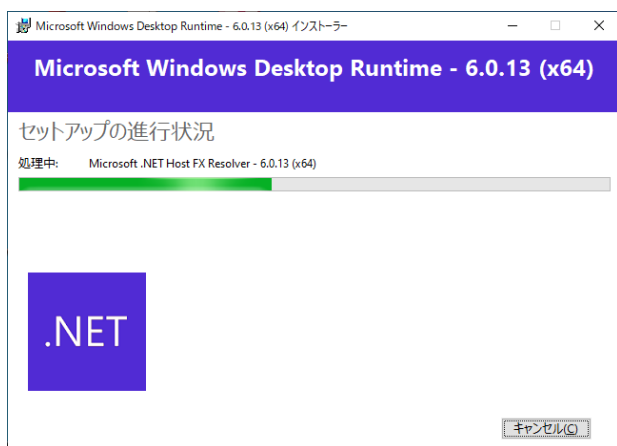 Microsoft Windows Desktop Runtime - 6.0.13 (x64) インストーラー
Microsoft Windows Desktop Runtime - 6.0.13 (x64)
セットアップの進行状況
処理中: Microsoft .NET Host FX Resolver - 6.0.13 (x64)
.NET
キャンセル(C)